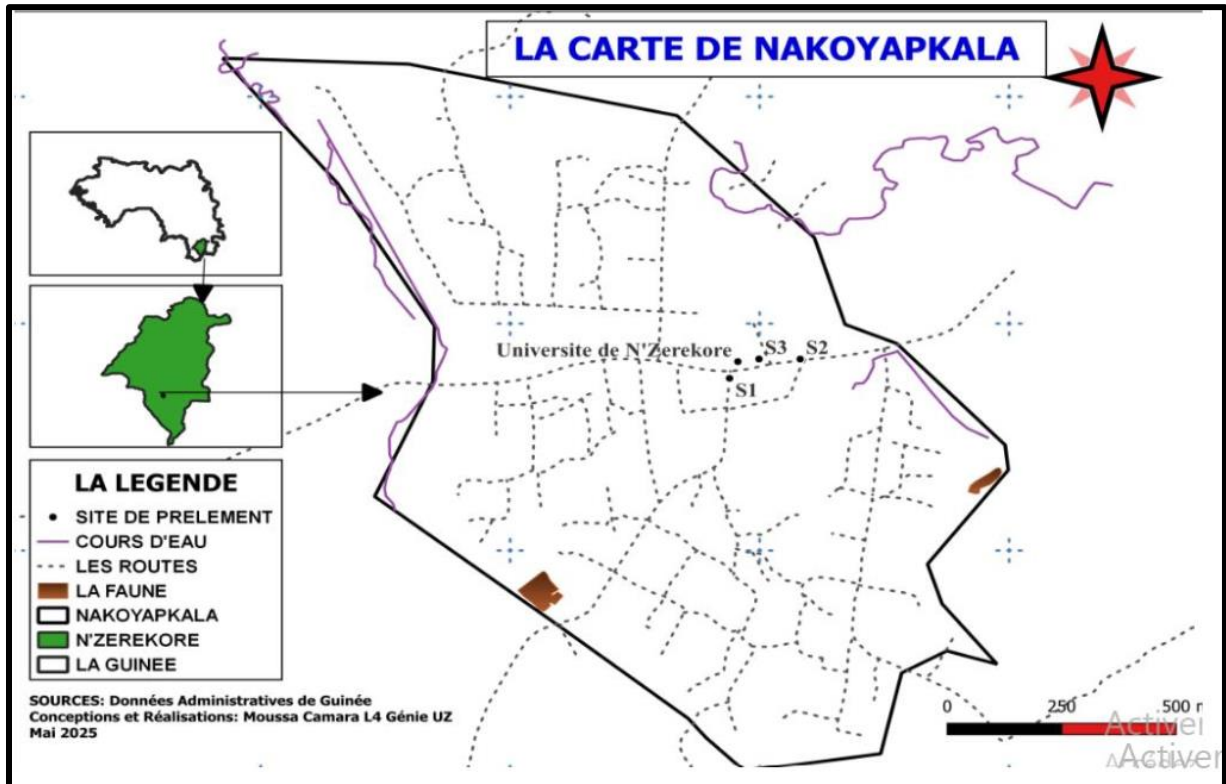 LA CARTE DE NAKOYAPKALA
Universite de N'Zerekore
S3
S2
S1
LA LEGENDE
SITE DE PRELEMENT
COURS D'EAU
LES ROUTES
LA FAUNE
NAKOYAPKALA
N'ZEREKORE
LA GUINEE
SOURCES: Données Administratives de Guinée
Conceptions et Réalisations: Moussa Camara L4 Génie UZ
Mai 2025
0 250 500 m
Activer
Activer